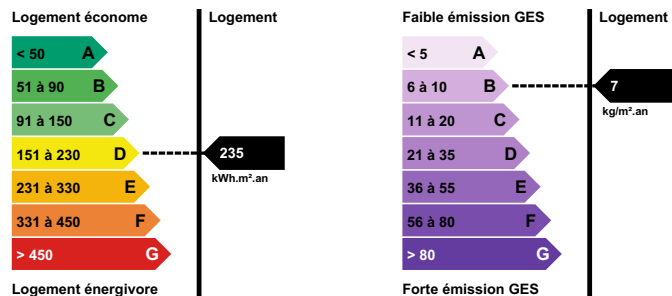 Logement économe
Logement
< 50 A
51 à 90 B
91 à 150 C
151 à 230 D
235
kWh.m².an
231 à 330 E
331 à 450 F
> 450 G
Logement énergivore
Faible émission GES
Logement
< 5 A
6 à 10 B
7
kg/m².an
11 à 20 C
21 à 35 D
36 à 55 E
56 à 80 F
> 80 G
Forte émission GES